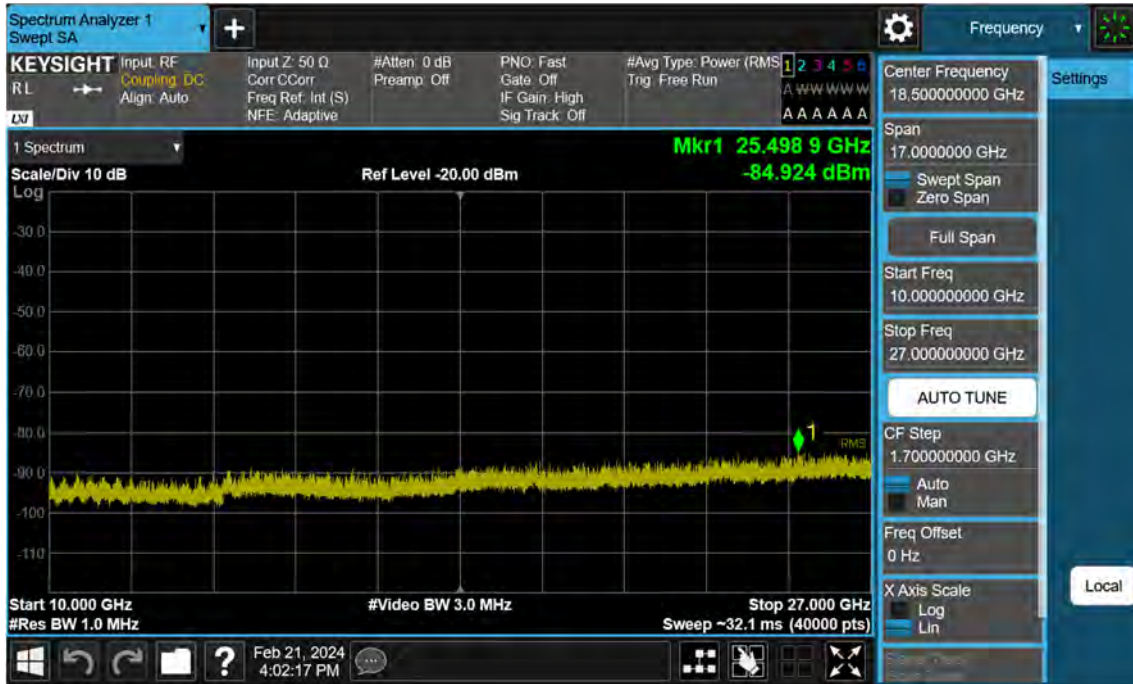 Spectrum Analyzer 1
Swept SA
+
Frequency
KEYSIGHT
RL
LXI
Input: RF
Coupling: DC
Align: Auto
Input Z: 50 Ω
Corr CCorr
Freq Ref: Int (S)
NFE: Adaptive
#Atten: 0 dB
Preamp: Off
PNO: Fast
Gate: Off
IF Gain: High
Sig Track: Off
#Avg Type: Power (RMS
Trig: Free Run
1 2 3 4 5 6
A W W W W W
A A A A A A
1 Spectrum
Scale/Div 10 dB
Log
Ref Level -20.00 dBm
Mkr1 25.498 9 GHz
-84.924 dBm
-30.0
-40.0
-50.0
-60.0
-70.0
-80.0
-90.0
-100
-110
1
RMS
Start 10.000 GHz
#Res BW 1.0 MHz
#Video BW 3.0 MHz
Stop 27.000 GHz
Sweep ~32.1 ms (40000 pts)
Center Frequency
18.500000000 GHz
Span
17.0000000 GHz
Swept Span
Zero Span
Full Span
Start Freq
10.000000000 GHz
Stop Freq
27.000000000 GHz
AUTO TUNE
CF Step
1.700000000 GHz
Auto
Man
Freq Offset
0 Hz
X Axis Scale
Log
Lin
Settings
Local
?
Feb 21, 2024
4:02:17 PM